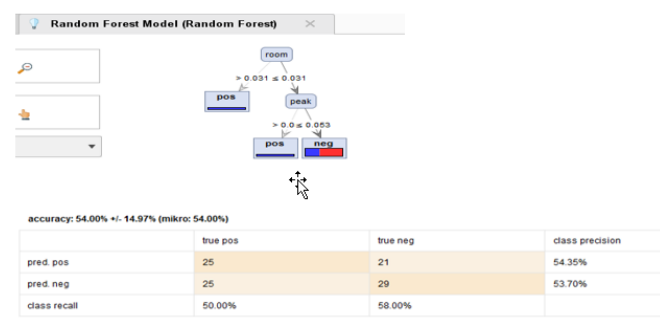 Random Forest Model (Random Forest)
room
> 0.031 ≤ 0.031
pos
peak
> 0.0 ≤ 0.053
pos neg
accuracy: 54.00% +/- 14.97% (mikro: 54.00%)
true pos true neg class precision
pred. pos 25 21 54.35%
pred. neg 25 29 53.70%
class recall 50.00% 58.00%